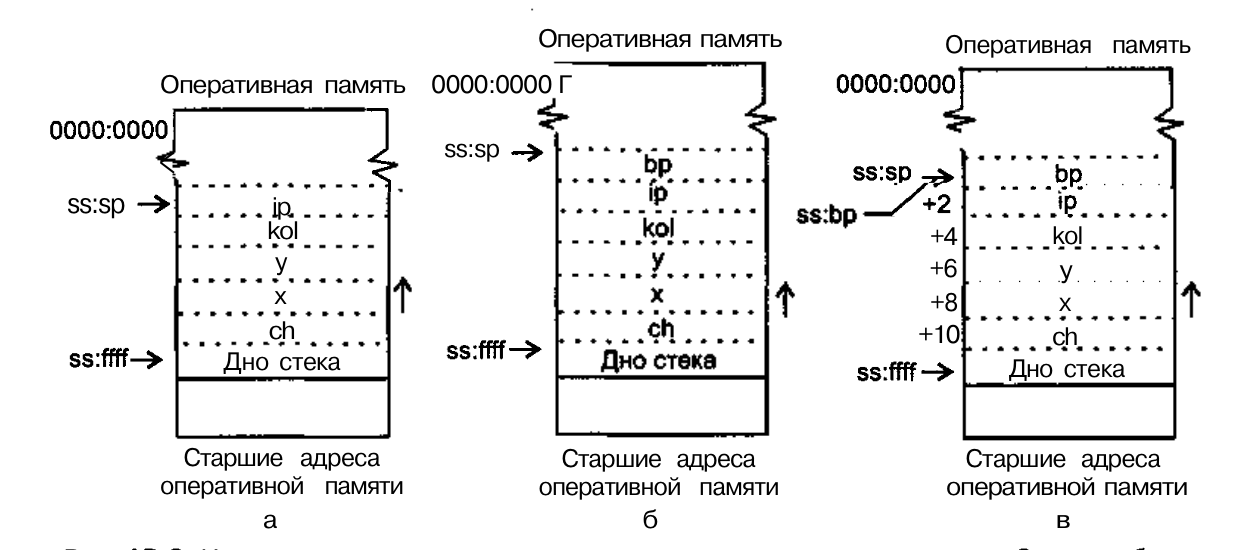 Оперативная память
0000:0000
ss:sp
ip
kol
y
x
ch
ss:ffff
Дно стека
Старшие адреса
оперативной памяти
а
Оперативная память
0000:0000 Г
ss:sp
bp
ip
kol
y
x
ch
ss:ffff
Дно стека
Старшие адреса
оперативной памяти
б
Оперативная память
0000:0000
ss:sp
bp
ss:bp
+2
ip
+4
kol
+6
y
+8
x
+10
ch
ss:ffff
Дно стека
Старшие адреса
оперативной памяти
в